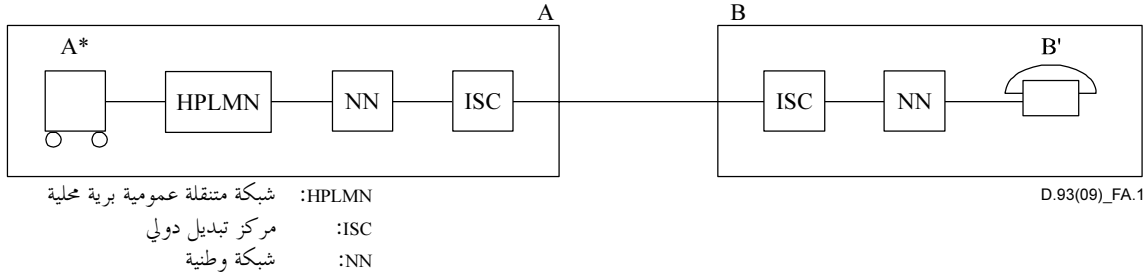 A B
A* B'
HPLMN NN ISC ISC NN
D.93(09)_FA.1
HPLMN: شبكة متنقلة عمومية برية محلية
ISC: مركز تبديل دولي
NN: شبكة وطنية